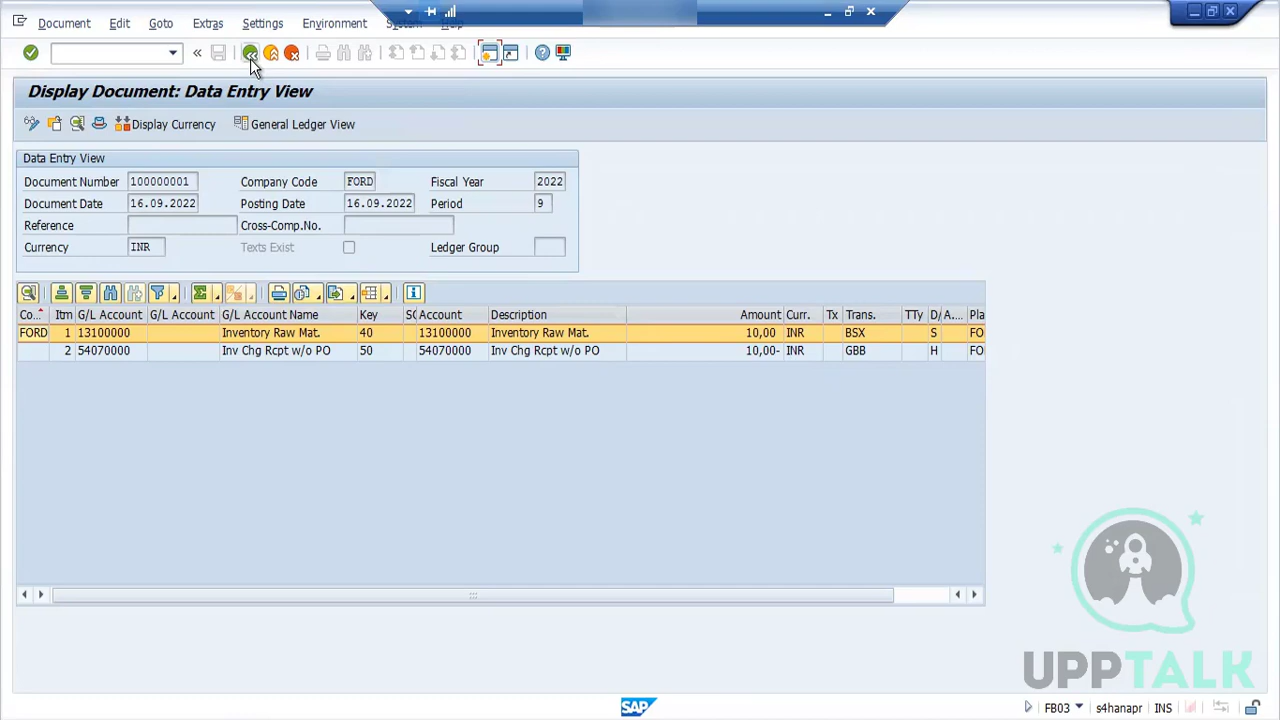 Document Edit Goto Extras Settings Environment System Help
Display Document: Data Entry View
Display Currency General Ledger View
Data Entry View
Document Number 100000001 Company Code FORD Fiscal Year 2022
Document Date 16.09.2022 Posting Date 16.09.2022 Period 9
Reference Cross-Comp.No.
Currency INR Texts Exist Ledger Group
Co... Itm G/L Account G/L Account G/L Account Name Key SG Account Description Amount Curr. Tx Trans. TTy D/ A... Pla
FORD 1 13100000 Inventory Raw Mat. 40 13100000 Inventory Raw Mat. 10,00 INR BSX S FO
2 54070000 Inv Chg Rcpt w/o PO 50 54070000 Inv Chg Rcpt w/o PO 10,00- INR GBB H FO
UPPTALK
SAP FB03 s4hanapr INS